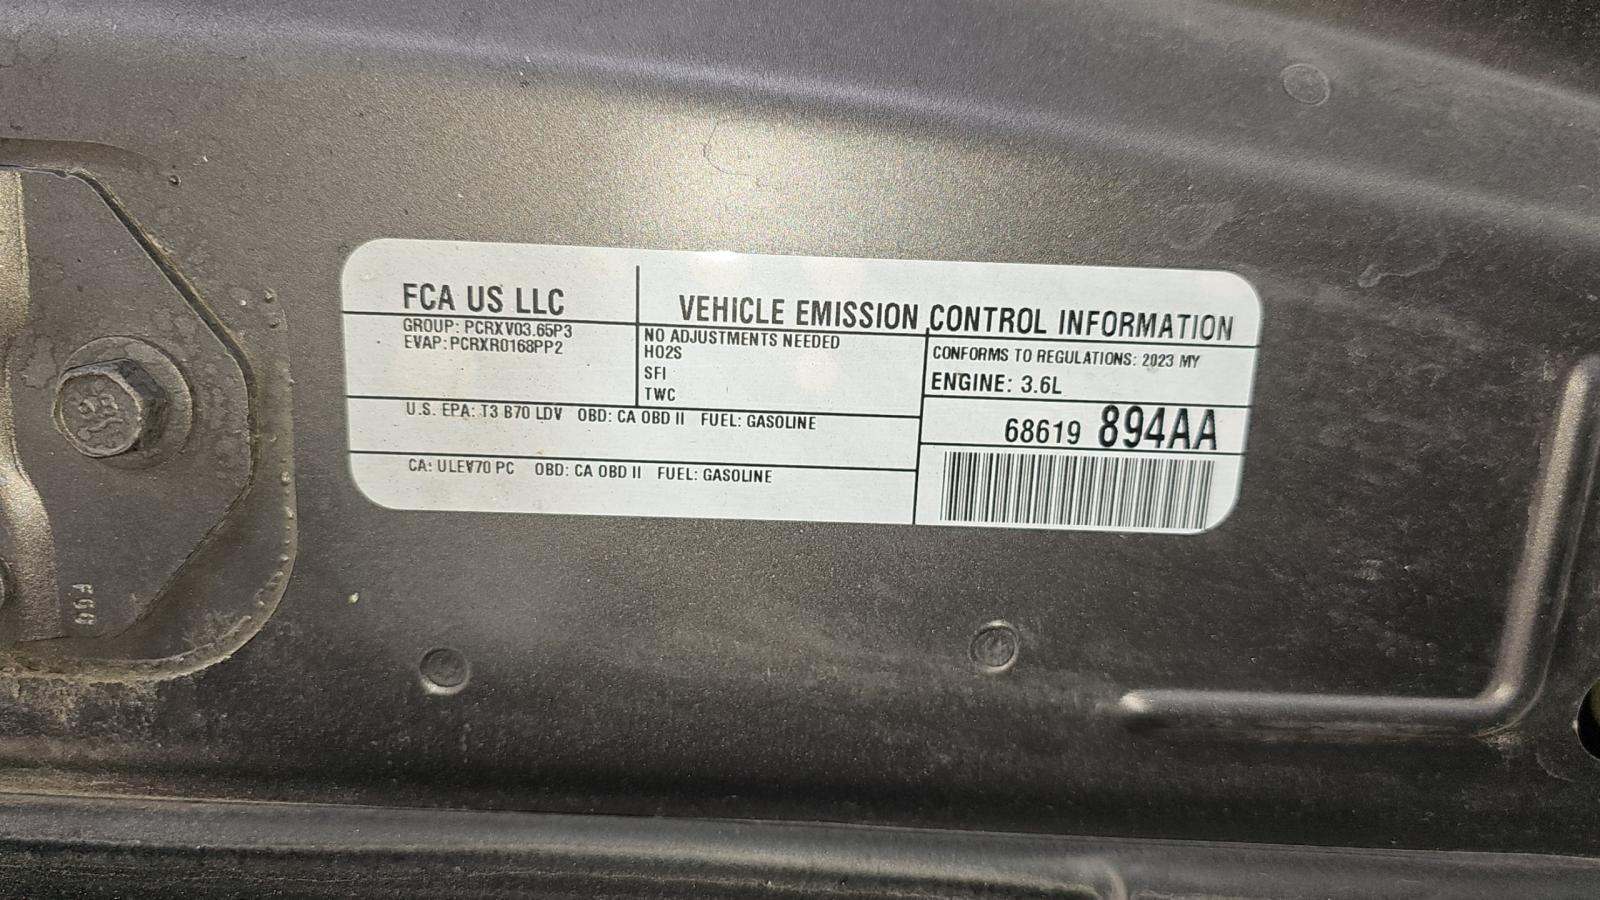 FCA US LLC
VEHICLE EMISSION CONTROL INFORMATION
GROUP: PCRXV03.65P3
EVAP:PCRXR0168PP2
NO ADJUSTMENTS NEEDED
HO2S
SFI
TWC
CONFORMS TO REGULATIONS: 2023 MY
ENGINE: 3.6L
U.S. EPA: T3 B70 LDV OBD: CA OBD II FUEL: GASOLINE
68619 894AA
CA: ULEV70 PC OBD: CA OBD II FUEL: GASOLINE